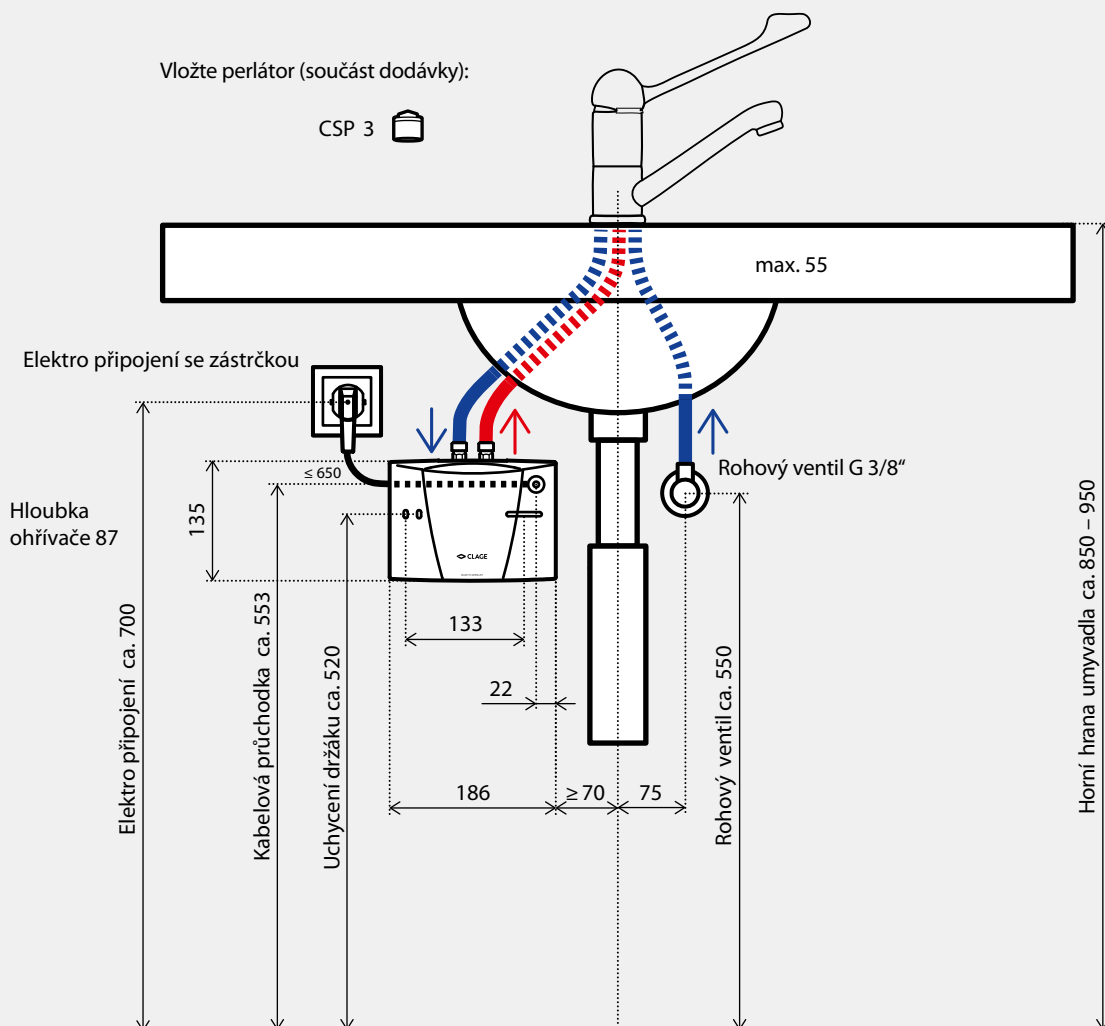 Vložte perlátor (součást dodávky):
CSP 3
max. 55
Elektro připojení se zástrčkou
≤ 650
Rohový ventil G 3/8“
Hloubka
ohřívače 87
135
CLAGE
133
22
186
≥ 70
75
Elektro připojení ca. 700
Kabelová průchodka ca. 553
Uchycení držáku ca. 520
Rohový ventil ca. 550
Horní hrana umyvadla ca. 850 – 950